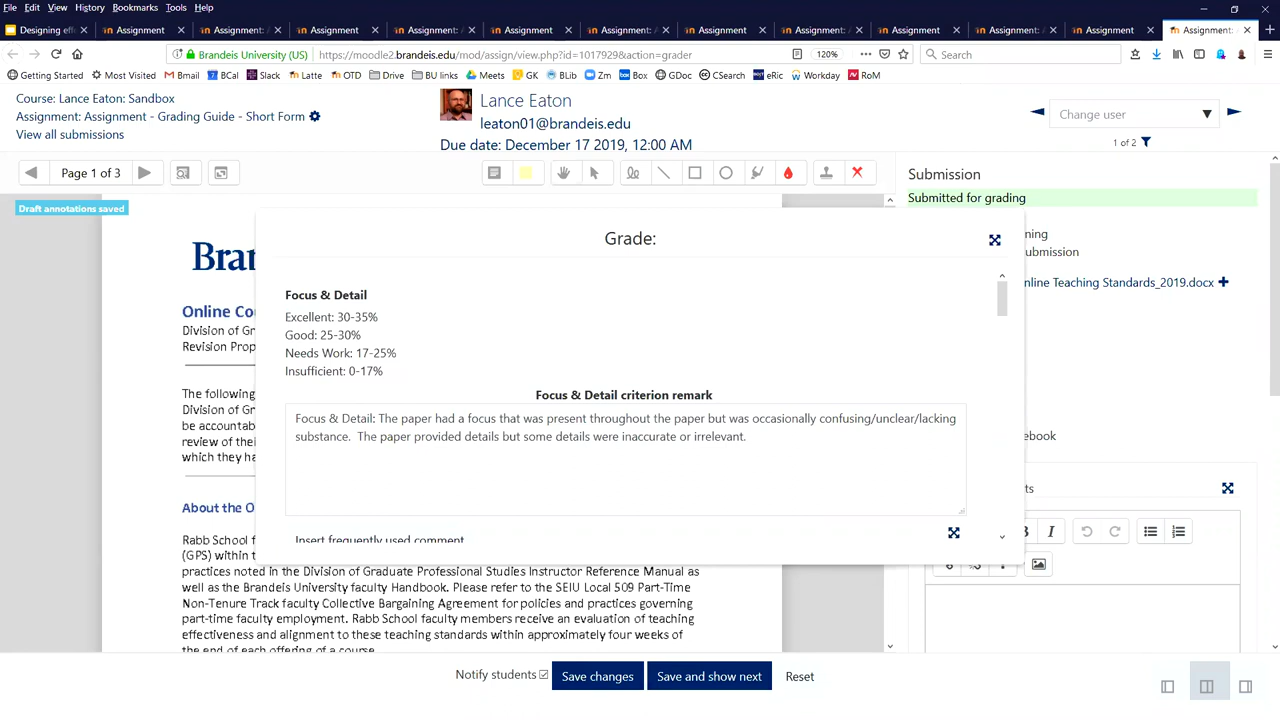 File Edit View History Bookmarks Tools Help
Designing eff
Assignment
Assignment:
Assignment
Assignment:
Assignment
Assignment:
Assignment
Assignment:
Assignment
Assignment:
Assignment
Assignment:
Brandeis University (US) https://moodle2.brandeis.edu/mod/assign/view.php?id=1017929&action=grader 120% Search
Getting Started Most Visited Bmail BCal Slack Latte OTD Drive BU links Meets GK BLib Zm Box GDoc CSearch eRic Workday RoM
Course: Lance Eaton: Sandbox
Assignment: Assignment - Grading Guide - Short Form
View all submissions
Lance Eaton
leaton01@brandeis.edu
Due date: December 17 2019, 12:00 AM
Change user
1 of 2
Page 1 of 3
Draft annotations saved
Bran
Online Co
Division of Gr
Revision Prop
The following
Division of Gr
be accountab
review of thei
which they ha
About the O
Rabb School f
(GPS) within t
practices noted in the Division of Graduate Professional Studies Instructor Reference Manual as
well as the Brandeis University faculty Handbook. Please refer to the SEIU Local 509 Part-Time
Non-Tenure Track faculty Collective Bargaining Agreement for policies and practices governing
part-time faculty employment. Rabb School faculty members receive an evaluation of teaching
effectiveness and alignment to these teaching standards within approximately four weeks of
the end of each offering of a course.
Grade:
Focus & Detail
Excellent: 30-35%
Good: 25-30%
Needs Work: 17-25%
Insufficient: 0-17%
Focus & Detail criterion remark
Focus & Detail: The paper had a focus that was present throughout the paper but was occasionally confusing/unclear/lacking
substance. The paper provided details but some details were inaccurate or irrelevant.
Insert frequently used comment
Submission
Submitted for grading
ning
ubmission
nline Teaching Standards_2019.docx
ebook
ts
B I
Notify students Save changes Save and show next Reset